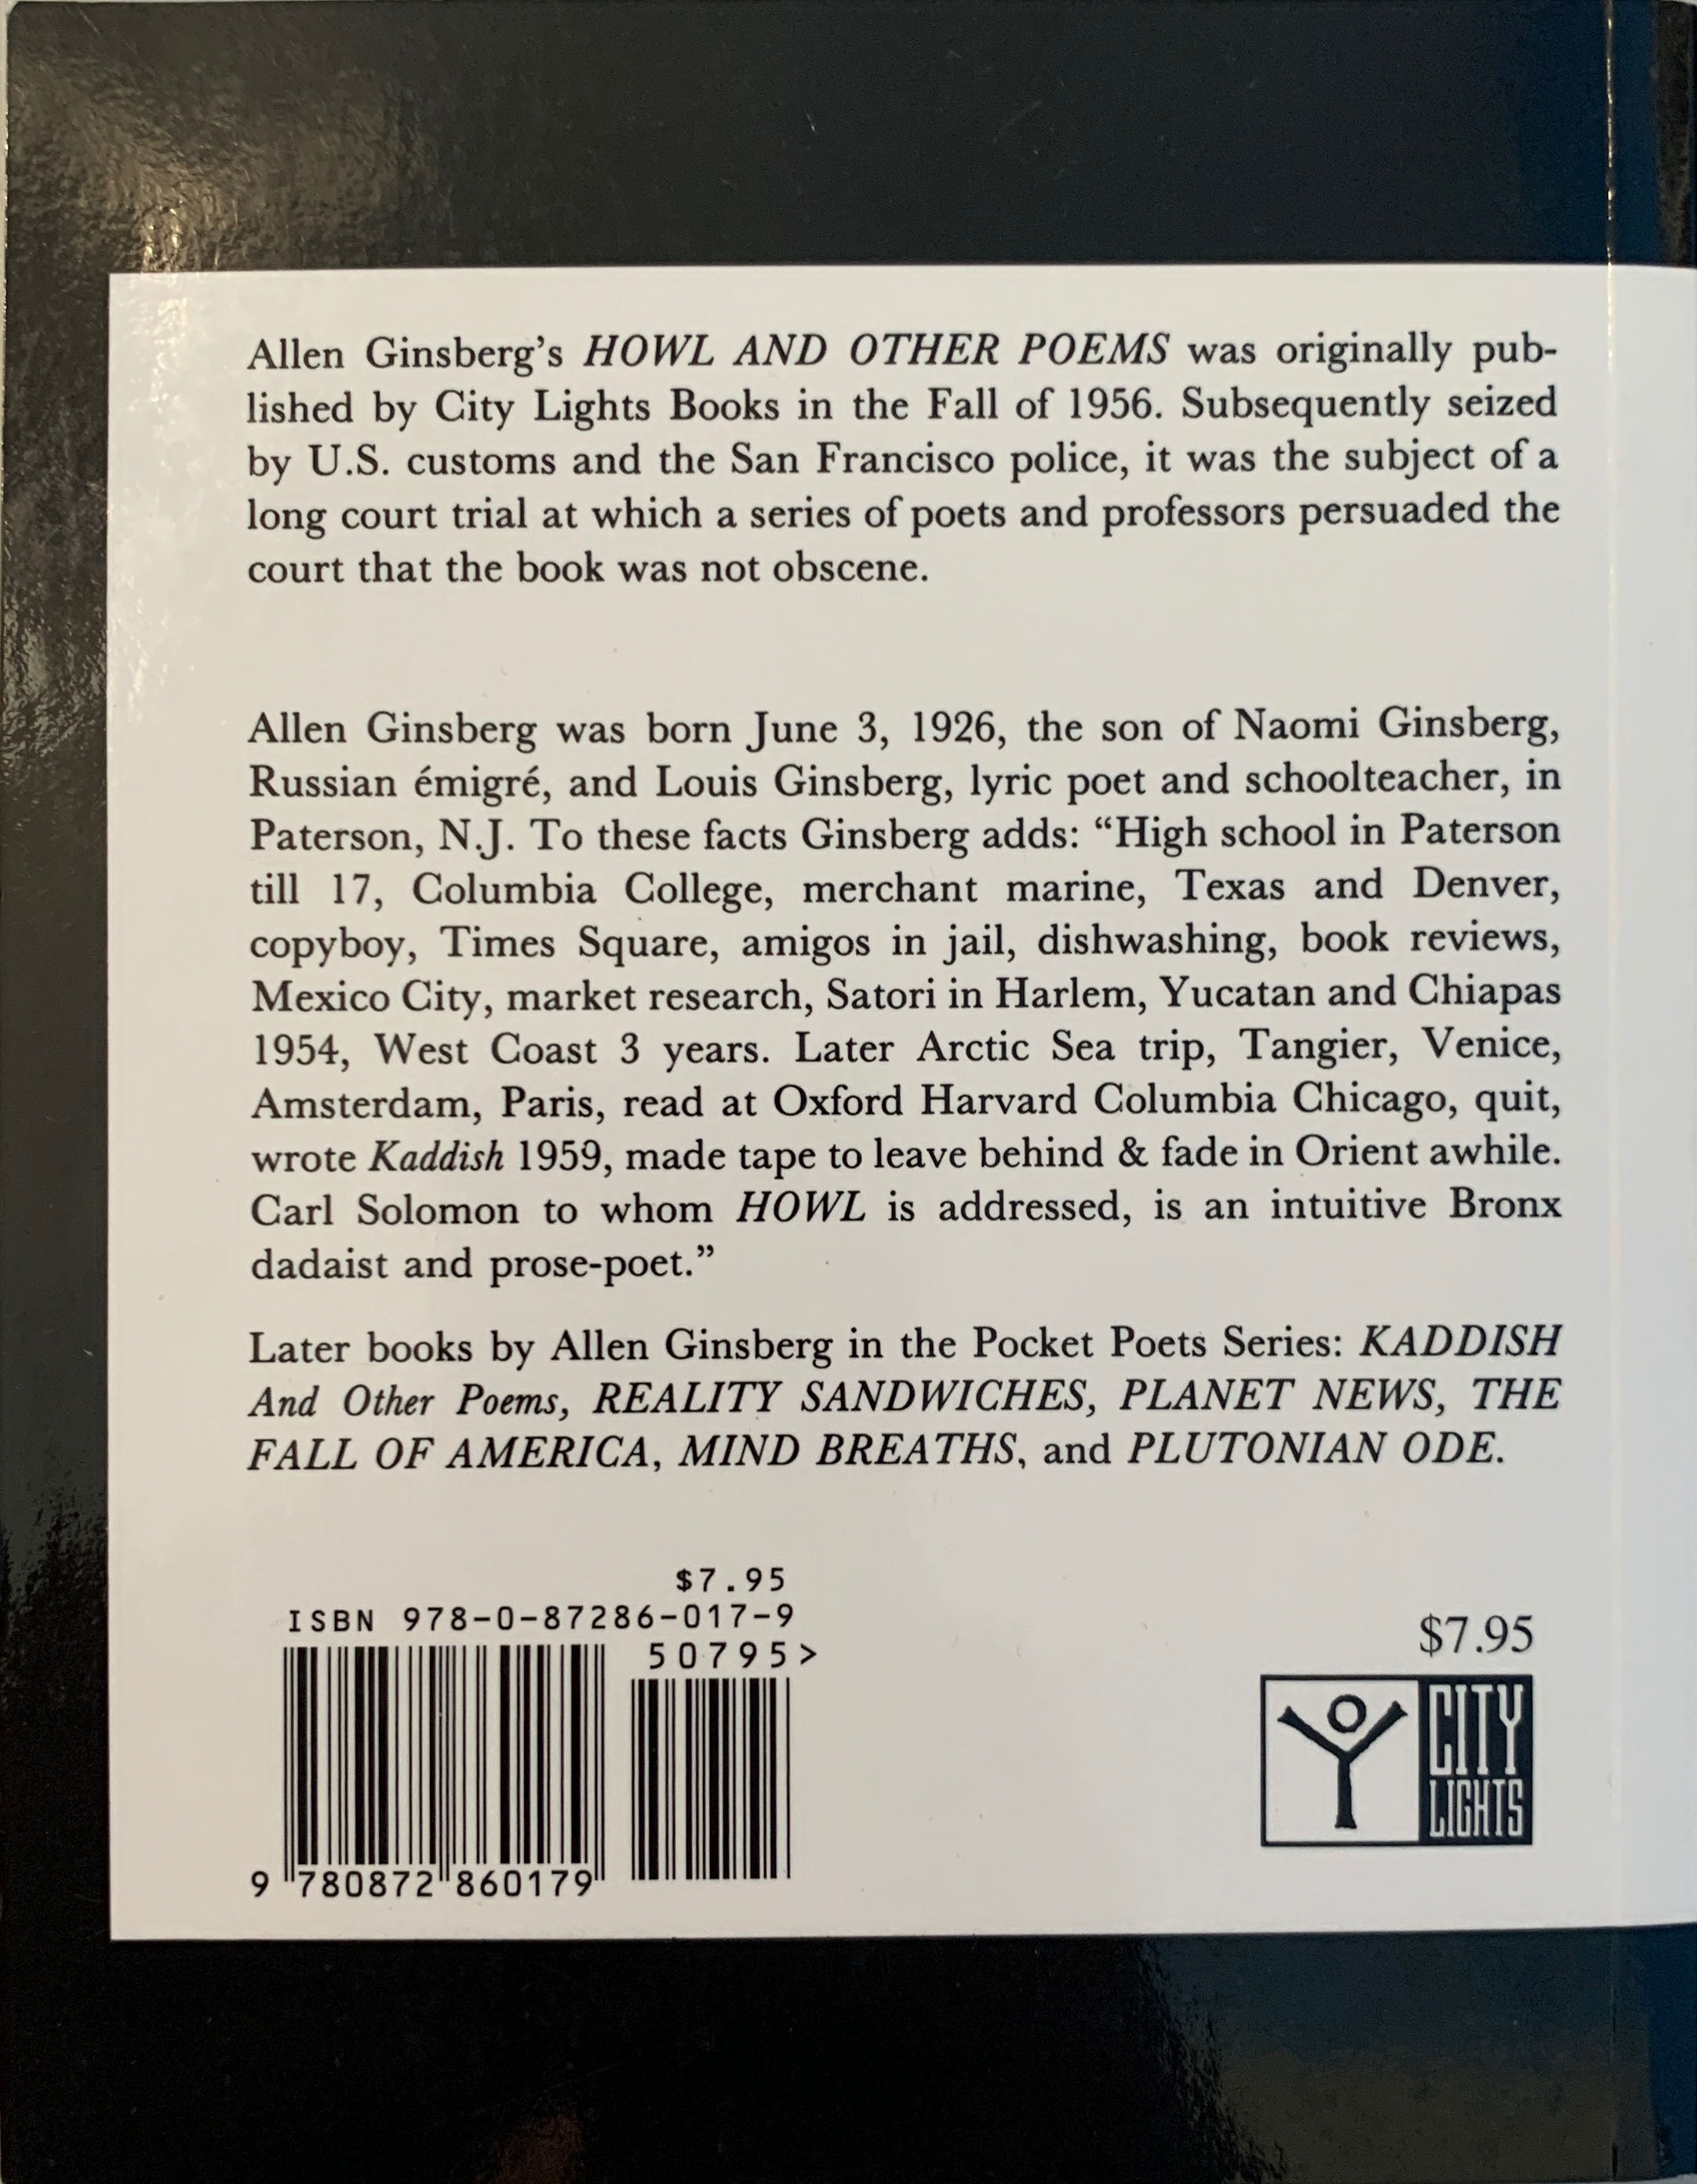 Allen Ginsberg's HOWL AND OTHER POEMS was originally pub-
lished by City Lights Books in the Fall of 1956. Subsequently seized
by U.S. customs and the San Francisco police, it was the subject of a
long court trial at which a series of poets and professors persuaded the
court that the book was not obscene.
Allen Ginsberg was born June 3, 1926, the son of Naomi Ginsberg,
Russian émigré, and Louis Ginsberg, lyric poet and schoolteacher, in
Paterson, N.J. To these facts Ginsberg adds: “High school in Paterson
till 17, Columbia College, merchant marine, Texas and Denver,
copyboy, Times Square, amigos in jail, dishwashing, book reviews,
Mexico City, market research, Satori in Harlem, Yucatan and Chiapas
1954, West Coast 3 years. Later Arctic Sea trip, Tangier, Venice,
Amsterdam, Paris, read at Oxford Harvard Columbia Chicago, quit,
wrote Kaddish 1959, made tape to leave behind & fade in Orient awhile.
Carl Solomon to whom HOWL is addressed, is an intuitive Bronx
dadaist and prose-poet.”
Later books by Allen Ginsberg in the Pocket Poets Series: KADDISH
And Other Poems, REALITY SANDWICHES, PLANET NEWS, THE
FALL OF AMERICA, MIND BREATHS, and PLUTONIAN ODE.
$7.95
ISBN 978-0-87286-017-9
50795>
9 780872 860179
$7.95
CITY
LIGHTS